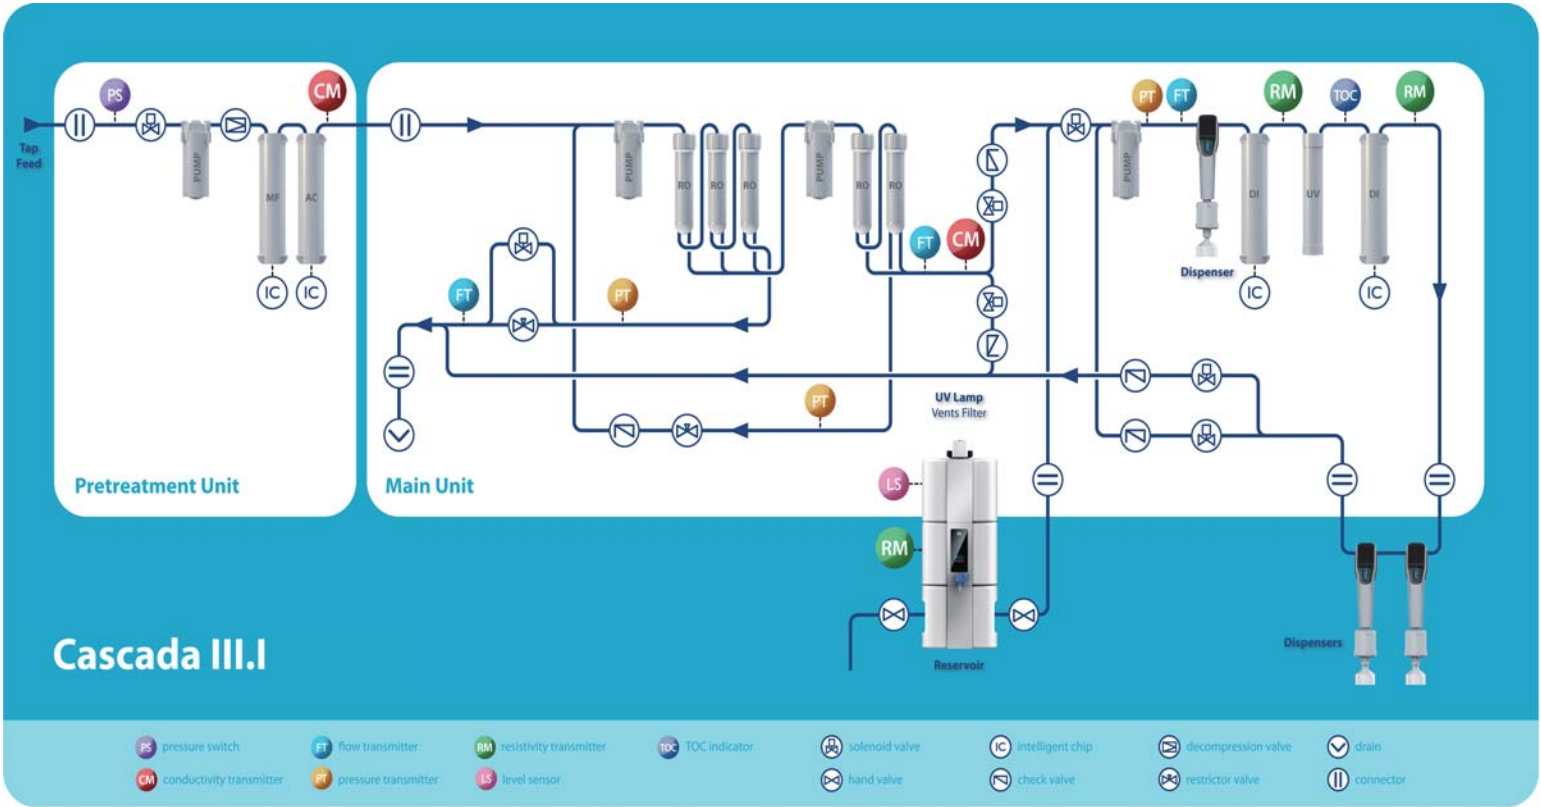 PS
CM
Tap
Feed
PUMP
MF
AC
IC
IC
Pretreatment Unit
PUMP
RO
RO
RO
PUMP
RO
RO
FT
CM
PT
FT
RM
TOC
RM
PUMP
DI
UV
DI
Dispenser
IC
IC
FT
PT
PT
UV Lamp
Vents Filter
Main Unit
LS
RM
Reservoir
Dispensers
Cascada III.I
PS pressure switch
FT flow transmitter
RM resistivity transmitter
TOC TOC indicator
solenoid valve
IC intelligent chip
decompression valve
drain
CM conductivity transmitter
PT pressure transmitter
LS level sensor
hand valve
check valve
restrictor valve
connector